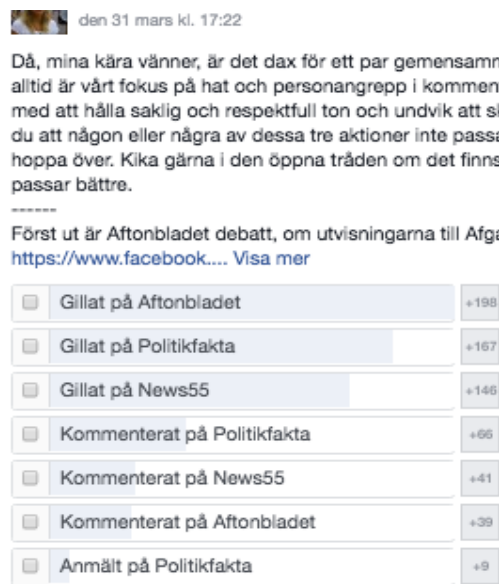 den 31 mars kl. 17:22
Då, mina kära vänner, är det dax för ett par gemensamm
alltid är vårt fokus på hat och personangrepp i kommen
med att hålla saklig och respektfull ton och undvik att sk
du att någon eller några av dessa tre aktioner inte passa
hoppa över. Kika gärna i den öppna tråden om det finns
passar bättre.
------
Först ut är Aftonbladet debatt, om utvisningarna till Afga
https://www.facebook.... Visa mer
Gillat på Aftonbladet +198
Gillat på Politikfakta +167
Gillat på News55 +146
Kommenterat på Politikfakta +66
Kommenterat på News55 +41
Kommenterat på Aftonbladet +39
Anmält på Politikfakta +9